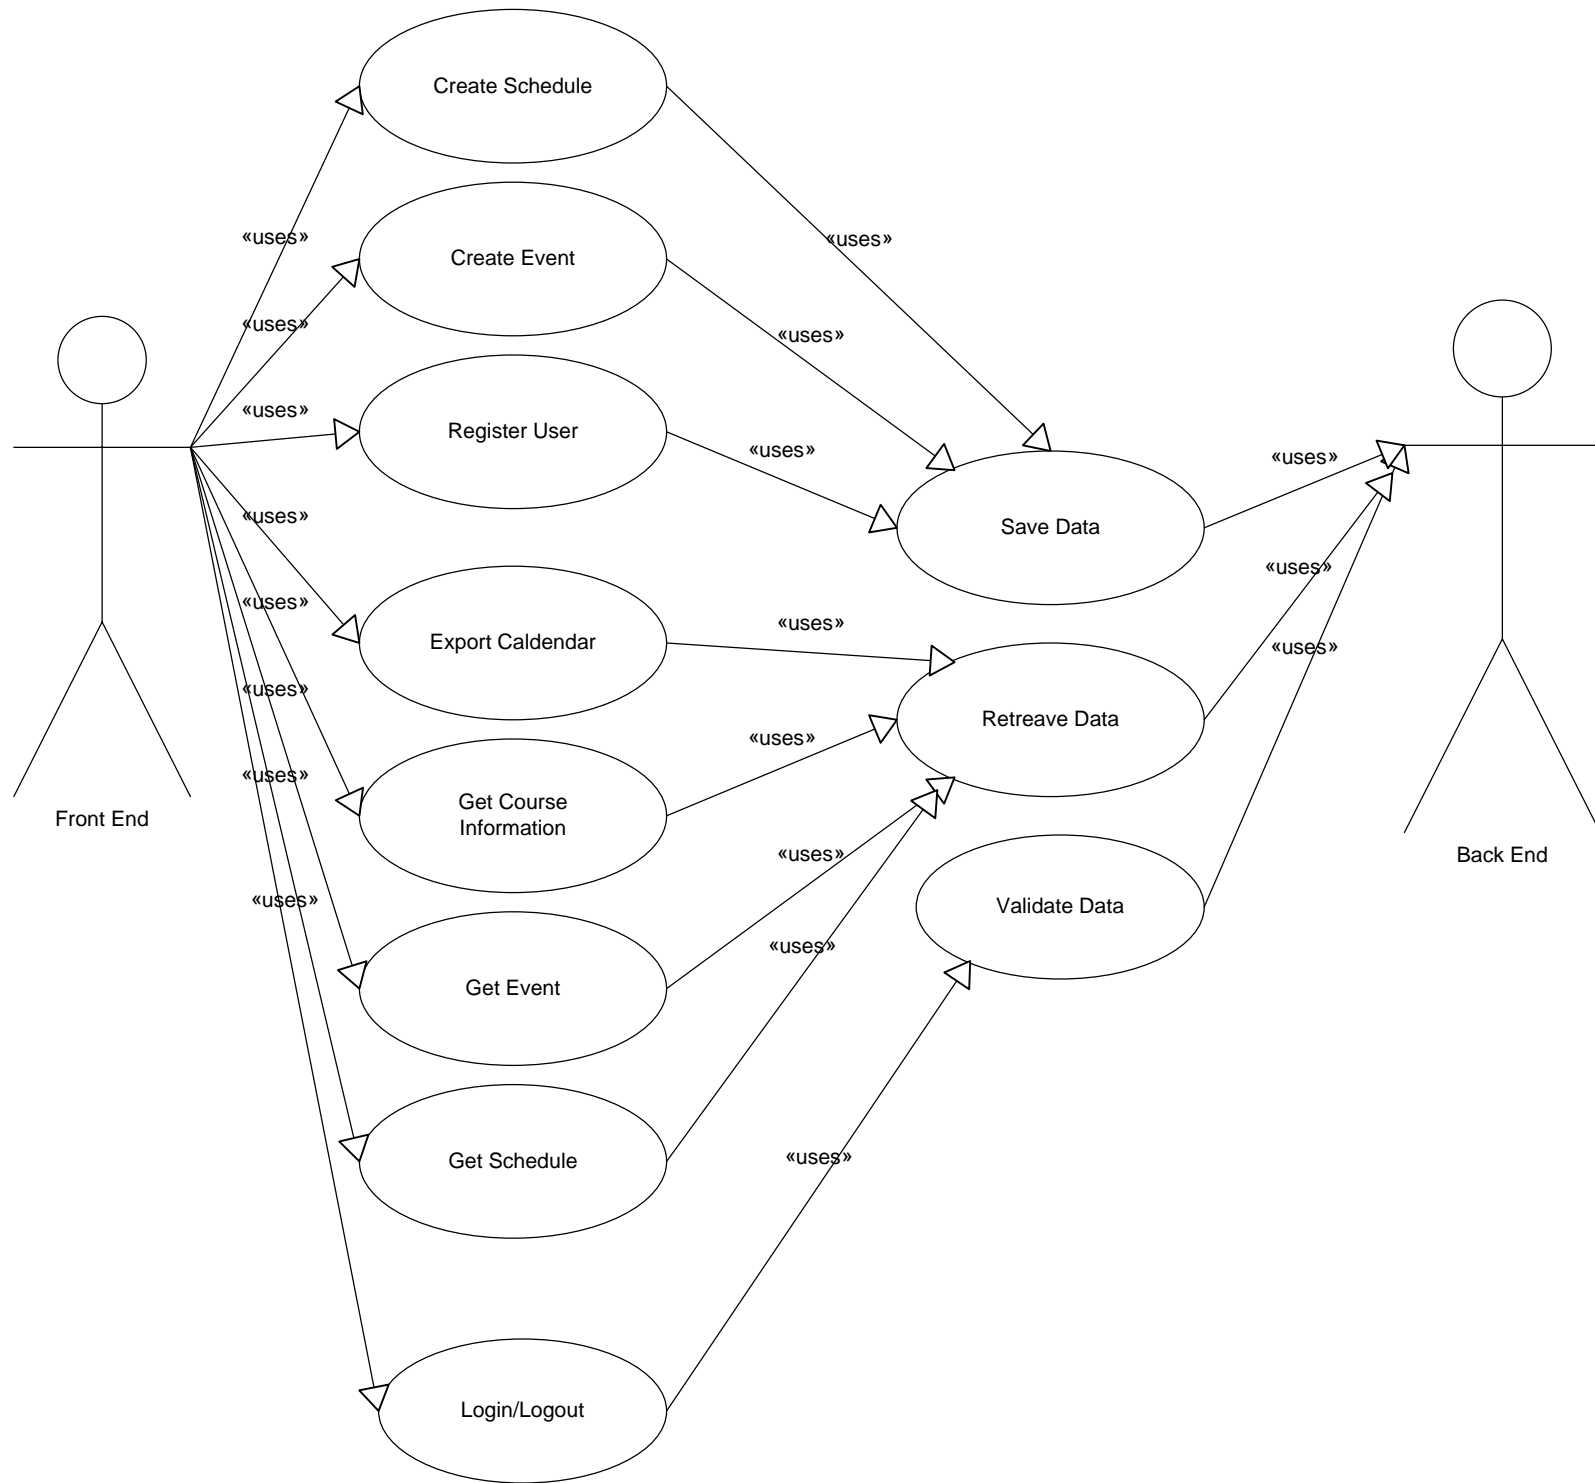 Create Schedule
«uses»
«uses»
Create Event
«uses»
«uses»
«uses»
Register User
«uses»
«uses»
«uses»
Save Data
«uses»
«uses»
«uses»
Export Caldendar
«uses»
«uses»
«uses»
Retreave Data
«uses»
«uses»
Get Course
Information
Front End
«uses»
Back End
«uses»
Validate Data
«uses»
Get Event
«uses»
Get Schedule
Login/Logout